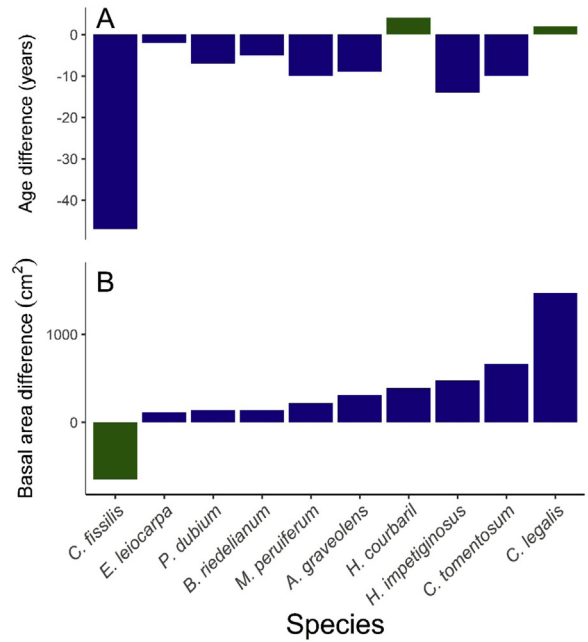 A
Age difference (years)
0
-10
-20
-30
-40
B
Basal area difference (cm²)
1000
0
C. fissilis
E. leiocarpa
P. dubium
B. riedelianum
M. peruiferum
A. graveolens
H. courbaril
H. impetiginosus
C. tomentosum
C. legalis
Species